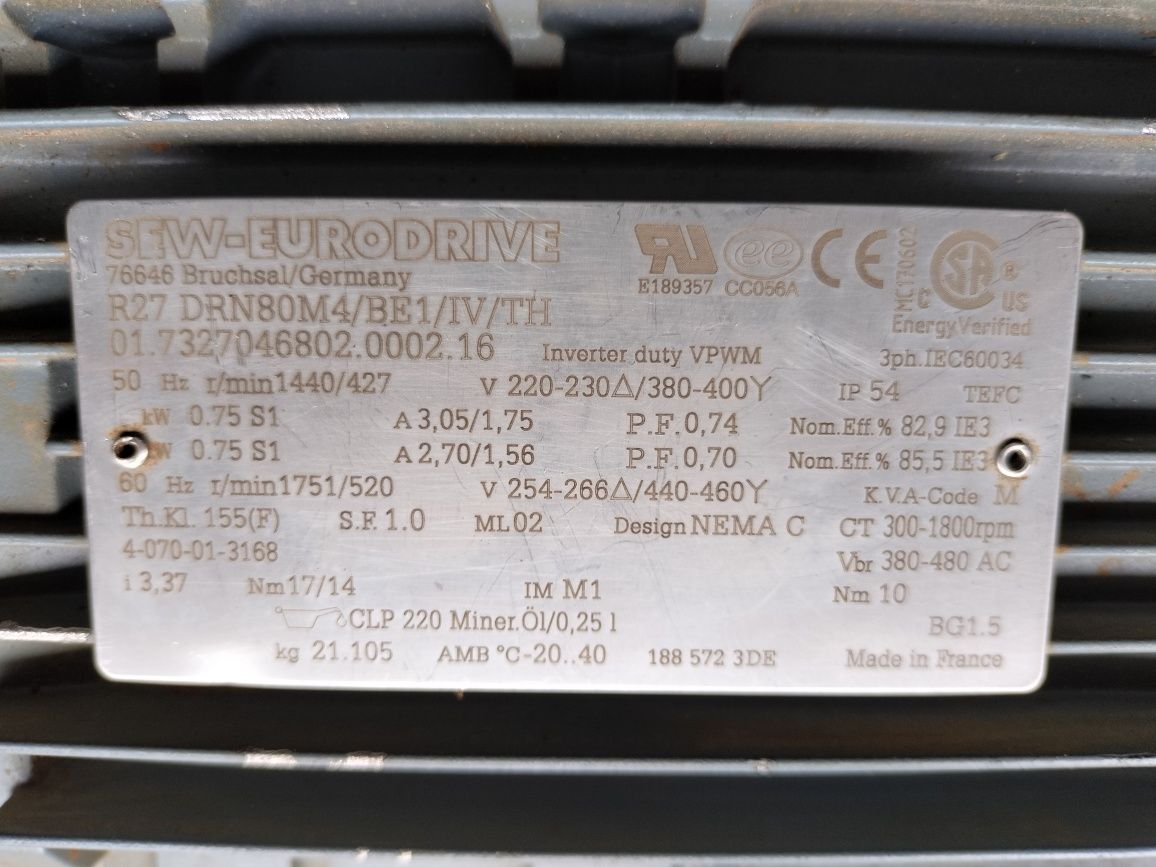 SEW-EURODRIVE
76646 Bruchsal/Germany
E189357 CC056A
ee CE EMC170602 c SA ® US
Energy Verified
R27 DRN80M4/BE1/IV/TH
01.7327046802.0002.16 Inverter duty VPWM 3ph.IEC60034
50 Hz r/min1440/427 V 220-230△/380-400Y IP 54 TEFC
kW 0.75 S1 A 3,05/1,75 P.F.0,74 Nom.Eff.% 82,9 IE3
kW 0.75 S1 A 2,70/1,56 P.F.0,70 Nom.Eff.% 85,5 IE3
60 Hz r/min1751/520 V 254-266△/440-460Y K.V.A-Code M
Th.Kl. 155(F) S.F. 1.0 ML02 Design NEMA C CT 300-1800rpm
4-070-01-3168 Vbr 380-480 AC
i 3,37 Nm17/14 IM M1 Nm 10
CLP 220 Miner.Öl/0,25 l BG1.5
kg 21.105 AMB °C-20..40 188 572 3DE Made in France